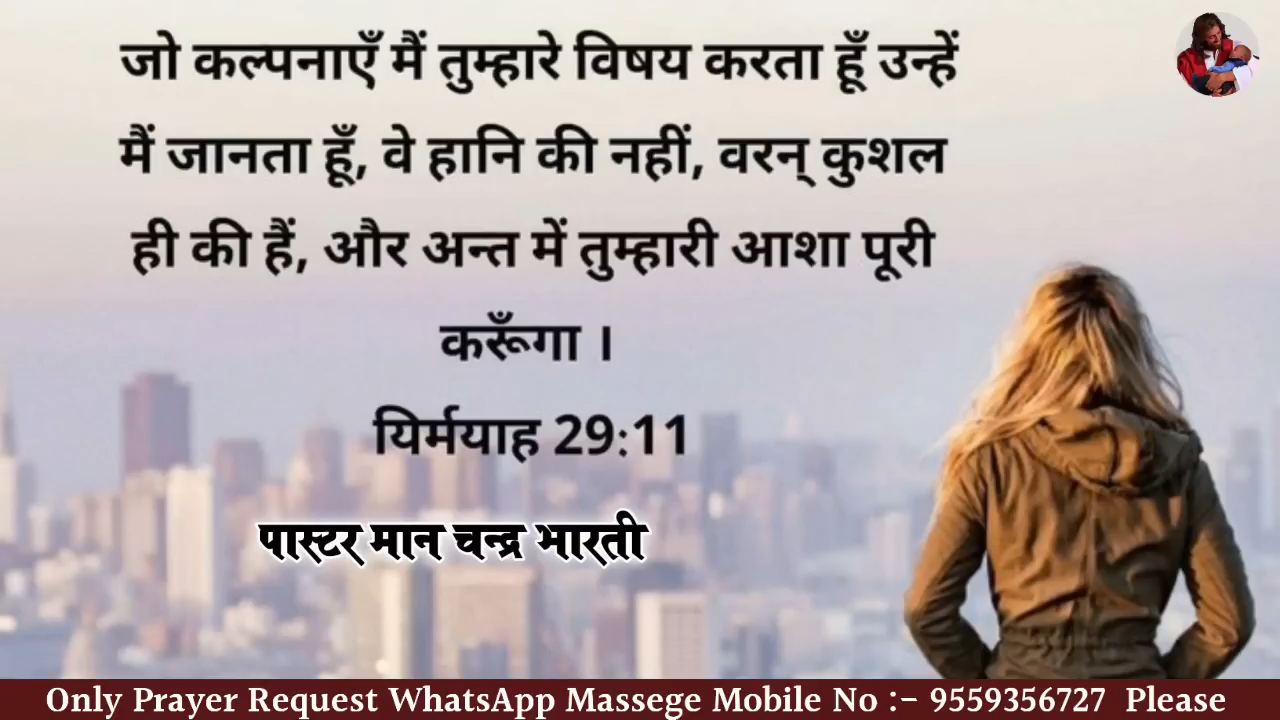 जो कल्पनाएँ मैं तुम्हारे विषय करता हूँ उन्हें
मैं जानता हूँ, वे हानि की नहीं, वरन् कुशल
ही की हैं, और अन्त में तुम्हारी आशा पूरी
करूँगा ।
यिर्मयाह 29:11
पास्टर मान चन्द्र भारती
Only Prayer Request WhatsApp Massege Mobile No :- 9559356727 Please